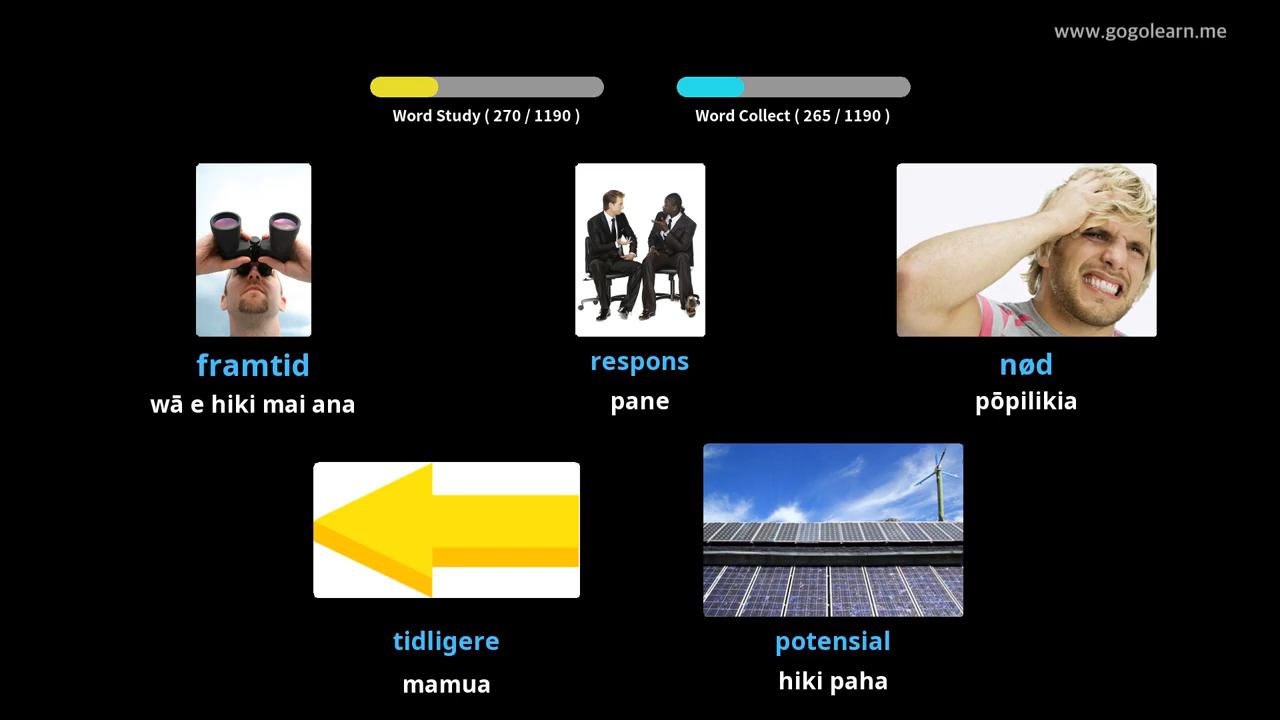 www.gogolearn.me
Word Study ( 270 / 1190 )
Word Collect ( 265 / 1190 )
framtid
wā e hiki mai ana
respons
pane
nød
pōpilikia
tidligere
mamua
potensial
hiki paha